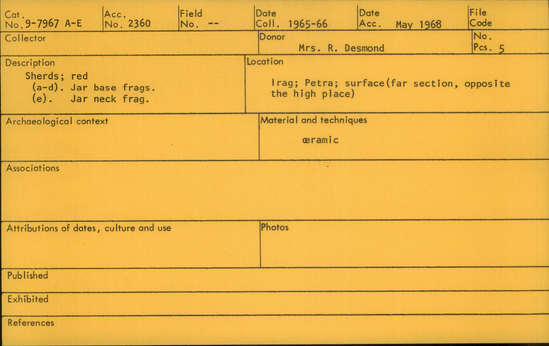 Cat. No. 9-7967 A-E Acc. No. 2360 Field No. -- Date Coll. 1965-66 Date Acc. May 1968 File Code
Collector Donor Mrs. R. Desmond No. Pcs. 5
Description Location
Sherds; red
(a-d). Jar base frags.
(e). Jar neck frag.
Irag; Petra; surface(far section, opposite
the high place)
Archaeological context Material and techniques
œramic
Associations
Attributions of dates, culture and use Photos
Published
Exhibited
References